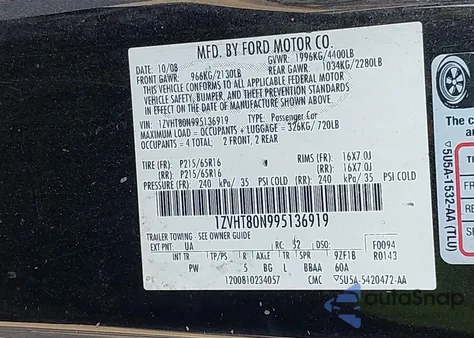 MFD. BY FORD MOTOR CO.
10/08
GVWR: 1996KG/4400LB
FRONT GAWR: 966KG/2130LB
REAR GAWR: 1034KG/2280LB
THIS VEHICLE CONFORMS TO ALL APPLICABLE FEDERAL MOTOR
VEHICLE SAFETY, BUMPER, AND THEFT PREVENTION STANDARDS IN
EFFECT ON THE DATE OF MANUFACTURE SHOWN ABOVE.
VIN: 1ZVHT80N995136919 TYPE: Passenger Car
MAXIMUM LOAD = OCCUPANTS + LUGGAGE = 326KG/ 720LB
OCCUPANTS = 4 TOTAL, 2 FRONT, 2 REAR
TIRE (FR): P215/65R16 RIMS (FR): 16X7.0J
(RR): P215/65R16 (RR): 16X7.0J
PRESSURE (FR): 240 kPa/ 35 PSI COLD (RR): 240 kPa/ 35 PSI COLD
1ZVHT80N995136919
TRAILER TOWING - SEE OWNER GUIDE
EXT PNT: UA RC: 52 DSO: F0094
INT TR TP/PS R AXLE TR SPR 9ZF1B R0143
PW S BG L BBAA 60A
1200810234057 CMC 5U5A-5420472-AA
The c
5U5A-1532-AA (TLU)
autoSnap